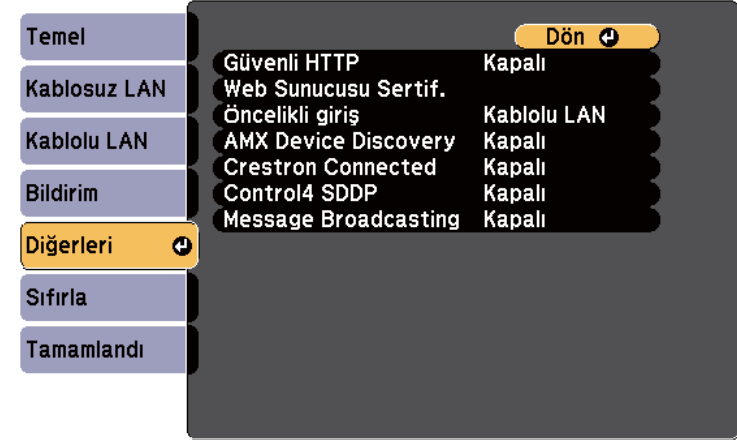 Temel
Kablosuz LAN
Kablolu LAN
Bildirim
Diğerleri
Sıfırla
Tamamlandı
Dön
Güvenli HTTP Kapalı
Web Sunucusu Sertif.
Öncelikli giriş Kablolu LAN
AMX Device Discovery Kapalı
Crestron Connected Kapalı
Control4 SDDP Kapalı
Message Broadcasting Kapalı